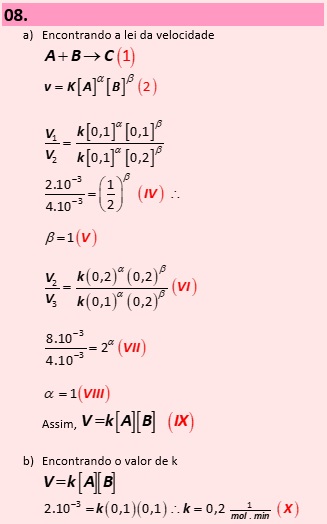 08.
a) Encontrando a lei da velocidade
A + B → C (1)
v = K[A]^α [B]^β (2)
V₁/V₂ = k[0,1]^α [0,1]^β / k[0,1]^α [0,2]^β
2.10⁻³/4.10⁻³ = (1/2)^β (IV) ∴
β = 1 (V)
V₂/V₃ = k(0,2)^α (0,2)^β / k(0,1)^α (0,2)^β (VI)
8.10⁻³/4.10⁻³ = 2^α (VII)
α = 1 (VIII)
Assim, V=k[A][B] (IX)
b) Encontrando o valor de k
V=k[A][B]
2.10⁻³ = k(0,1)(0,1) ∴ k = 0,2 1/mol . min (X)